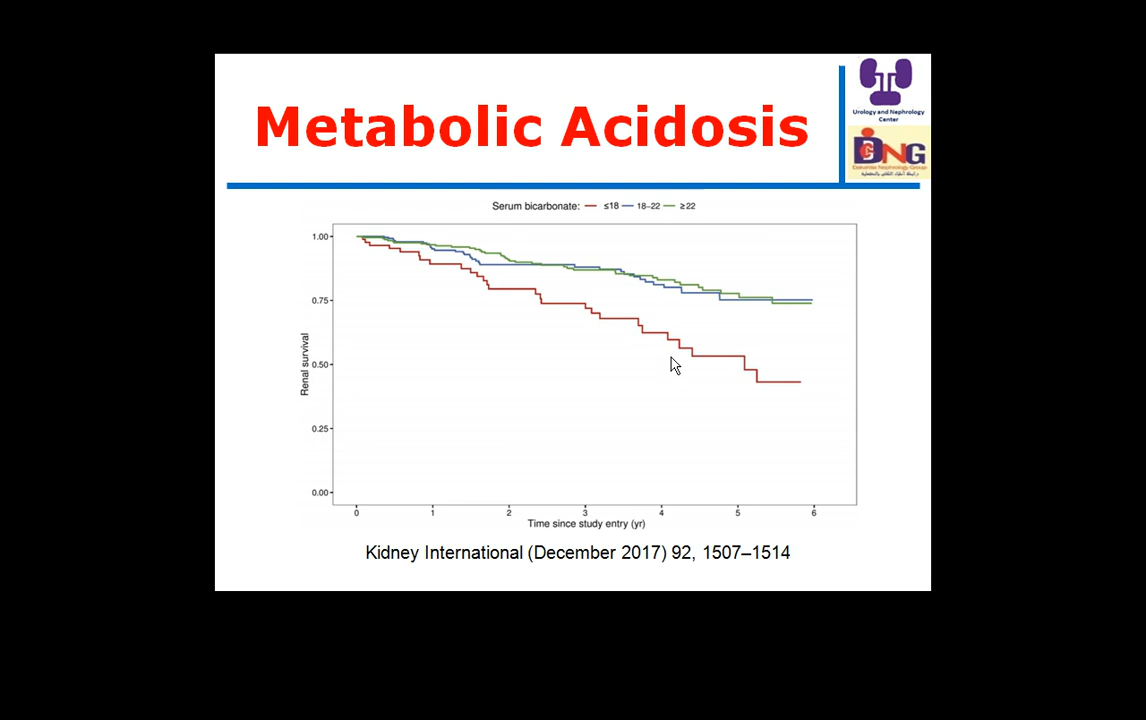 Metabolic Acidosis
Urology and Nephrology
Center
Serum bicarbonate: ≤18 18–22 ≥22
1.00
0.75
0.50
0.25
0.00
Renal survival
0 1 2 3 4 5 6
Time since study entry (yr)
Kidney International (December 2017) 92, 1507–1514